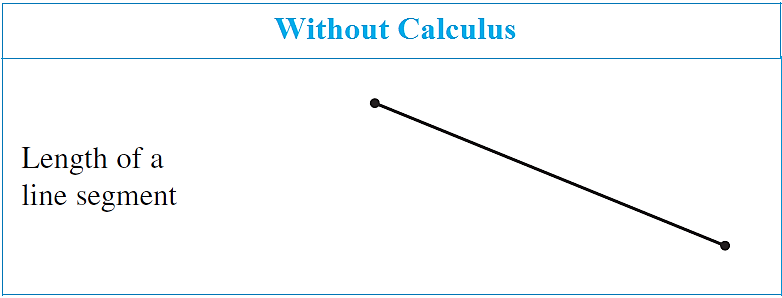 Without Calculus
Length of a
line segment